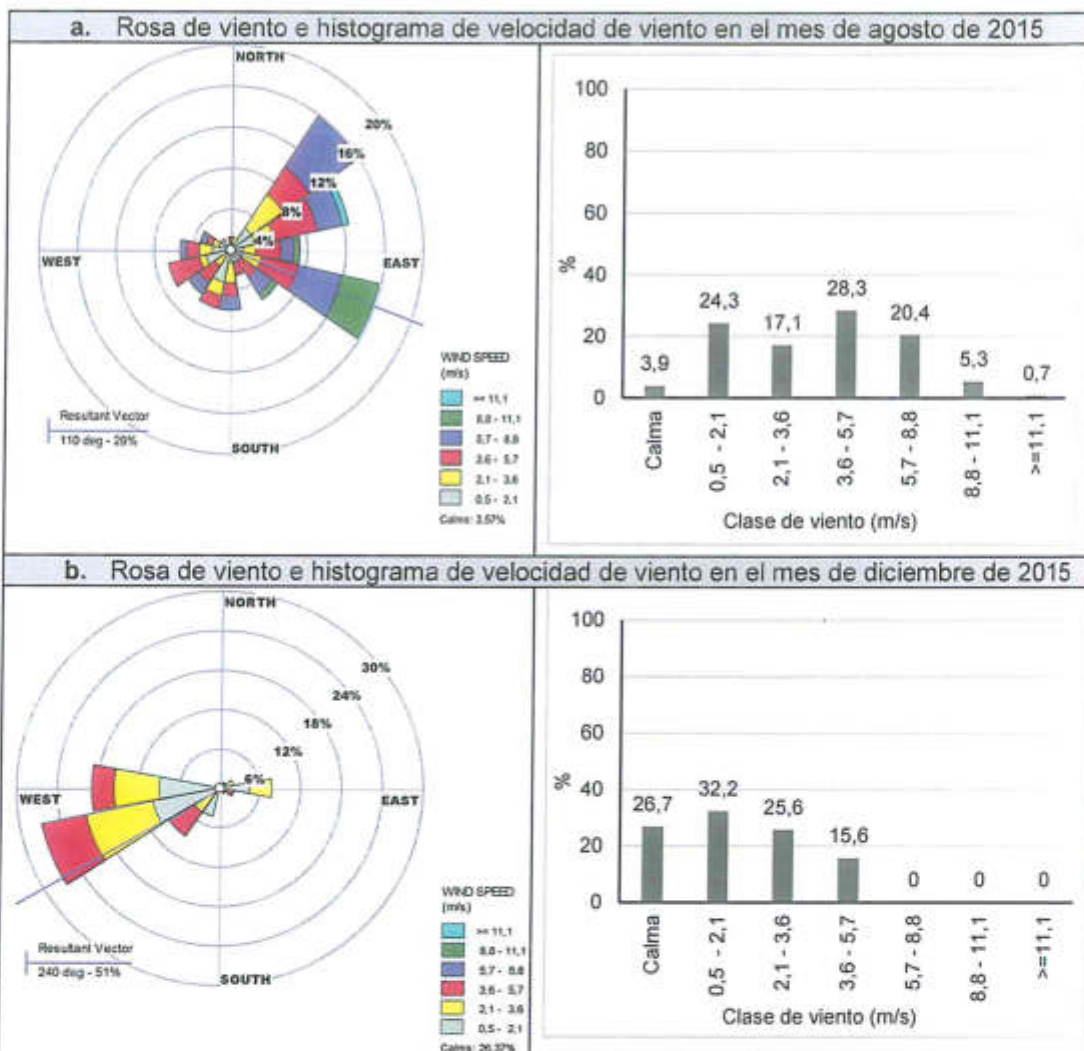 a. Rosa de viento e histograma de velocidad de viento en el mes de agosto de 2015
NORTH
20%
16%
12%
8%
4%
WEST
EAST
SOUTH
WIND SPEED
(m/s)
>= 11,1
8,8 - 11,1
5,7 - 8,8
3,6 - 5,7
2,1 - 3,6
0,5 - 2,1
Calms: 3.57%
Resultant Vector
110 deg - 29%
100
80
60
40
20
0
%
3,9
24,3
17,1
28,3
20,4
5,3
0,7
Calma
0,5 - 2,1
2,1 - 3,6
3,6 - 5,7
5,7 - 8,8
8,8 - 11,1
>=11,1
Clase de viento (m/s)
b. Rosa de viento e histograma de velocidad de viento en el mes de diciembre de 2015
NORTH
30%
24%
18%
12%
6%
WEST
EAST
SOUTH
WIND SPEED
(m/s)
>= 11,1
8,8 - 11,1
5,7 - 8,8
3,6 - 5,7
2,1 - 3,6
0,5 - 2,1
Calms: 26.37%
Resultant Vector
240 deg - 51%
100
80
60
40
20
0
%
26,7
32,2
25,6
15,6
0
0
0
Calma
0,5 - 2,1
2,1 - 3,6
3,6 - 5,7
5,7 - 8,8
8,8 - 11,1
>=11,1
Clase de viento (m/s)